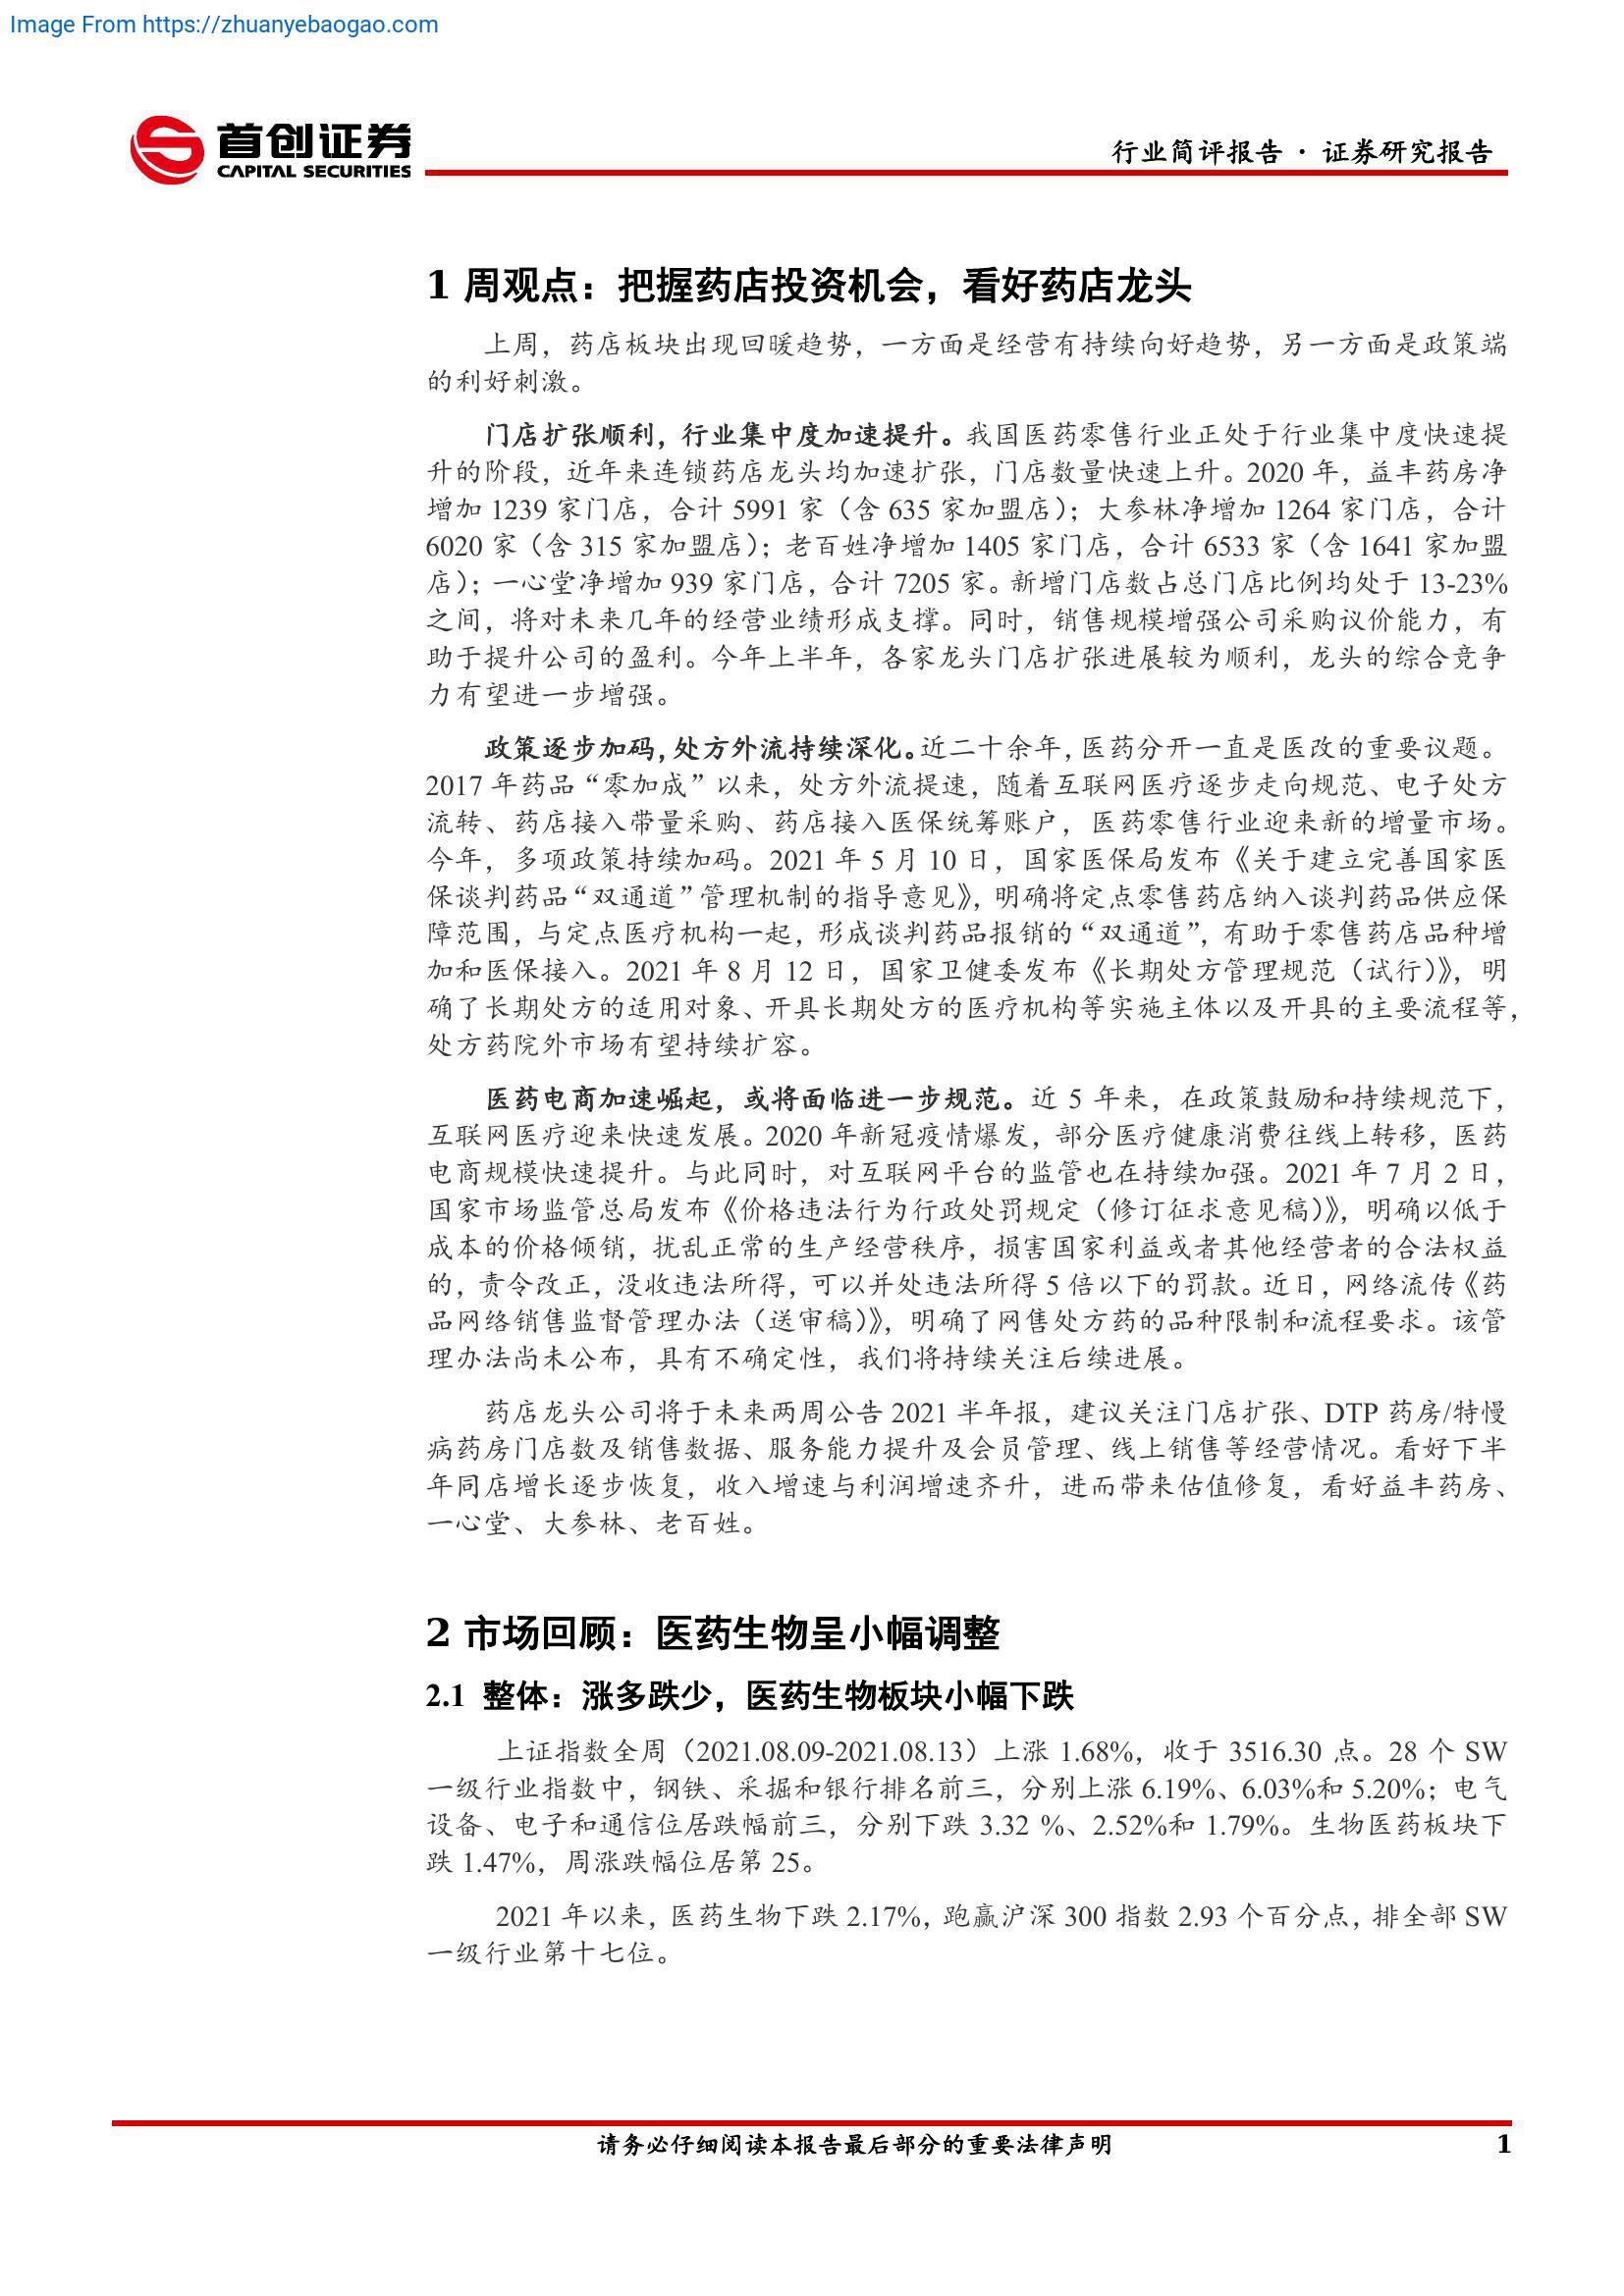 Image From https://zhuanyebaogao.com
首创证券
CAPITAL SECURITIES
行业简评报告 · 证券研究报告
1 周观点：把握药店投资机会，看好药店龙头
上周，药店板块出现回暖趋势，一方面是经营有持续向好趋势，另一方面是政策端
的利好刺激。
门店扩张顺利，行业集中度加速提升。我国医药零售行业正处于行业集中度快速提
升的阶段，近年来连锁药店龙头均加速扩张，门店数量快速上升。2020 年，益丰药房净
增加 1239 家门店，合计 5991 家（含 635 家加盟店）；大参林净增加 1264 家门店，合计
6020 家（含 315 家加盟店）；老百姓净增加 1405 家门店，合计 6533 家（含 1641 家加盟
店）；一心堂净增加 939 家门店，合计 7205 家。新增门店数占总门店比例均处于 13-23%
之间，将对未来几年的经营业绩形成支撑。同时，销售规模增强公司采购议价能力，有
助于提升公司的盈利。今年上半年，各家龙头门店扩张进展较为顺利，龙头的综合竞争
力有望进一步增强。
政策逐步加码，处方外流持续深化。近二十余年，医药分开一直是医改的重要议题。
2017 年药品“零加成”以来，处方外流提速，随着互联网医疗逐步走向规范、电子处方
流转、药店接入带量采购、药店接入医保统筹账户，医药零售行业迎来新的增量市场。
今年，多项政策持续加码。2021 年 5 月 10 日，国家医保局发布《关于建立完善国家医
保谈判药品“双通道”管理机制的指导意见》，明确将定点零售药店纳入谈判药品供应保
障范围，与定点医疗机构一起，形成谈判药品报销的“双通道”，有助于零售药店品种增
加和医保接入。2021 年 8 月 12 日，国家卫健委发布《长期处方管理规范（试行）》，明
确了长期处方的适用对象、开具长期处方的医疗机构等实施主体以及开具的主要流程等，
处方药院外市场有望持续扩容。
医药电商加速崛起，或将面临进一步规范。近 5 年来，在政策鼓励和持续规范下，
互联网医疗迎来快速发展。2020 年新冠疫情爆发，部分医疗健康消费往线上转移，医药
电商规模快速提升。与此同时，对互联网平台的监管也在持续加强。2021 年 7 月 2 日，
国家市场监管总局发布《价格违法行为行政处罚规定（修订征求意见稿）》，明确以低于
成本的价格倾销，扰乱正常的生产经营秩序，损害国家利益或者其他经营者的合法权益
的，责令改正，没收违法所得，可以并处违法所得 5 倍以下的罚款。近日，网络流传《药
品网络销售监督管理办法（送审稿）》，明确了网售处方药的品种限制和流程要求。该管
理办法尚未公布，具有不确定性，我们将持续关注后续进展。
药店龙头公司将于未来两周公告 2021 半年报，建议关注门店扩张、DTP 药房/特慢
病药房门店数及销售数据、服务能力提升及会员管理、线上销售等经营情况。看好下半
年同店增长逐步恢复，收入增速与利润增速齐升，进而带来估值修复，看好益丰药房、
一心堂、大参林、老百姓。
2 市场回顾：医药生物呈小幅调整
2.1 整体：涨多跌少，医药生物板块小幅下跌
上证指数全周（2021.08.09-2021.08.13）上涨 1.68%，收于 3516.30 点。28 个 SW
一级行业指数中，钢铁、采掘和银行排名前三，分别上涨 6.19%、6.03%和 5.20%；电气
设备、电子和通信位居跌幅前三，分别下跌 3.32 %、2.52%和 1.79%。生物医药板块下
跌 1.47%，周涨跌幅位居第 25。
2021 年以来，医药生物下跌 2.17%，跑赢沪深 300 指数 2.93 个百分点，排全部 SW
一级行业第十七位。
请务必仔细阅读本报告最后部分的重要法律声明
1